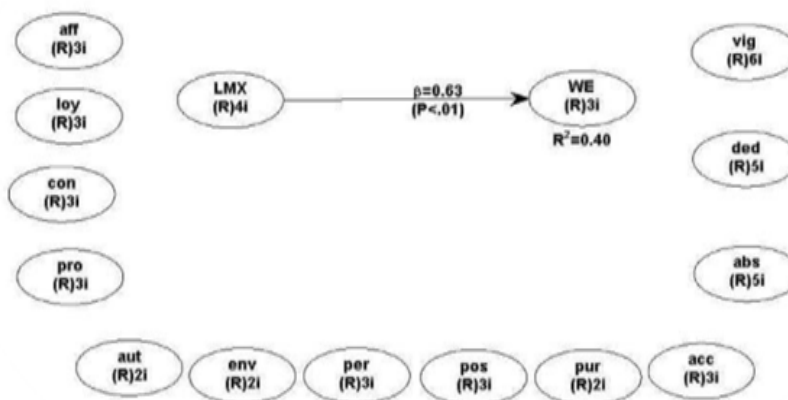 aff
(R)3i
loy
(R)3i
con
(R)3i
pro
(R)3i
LMX
(R)4i
β=0.63
(P<.01)
WE
(R)3i
R²=0.40
vig
(R)6i
ded
(R)5i
abs
(R)5i
aut
(R)2i
env
(R)2i
per
(R)3i
pos
(R)3i
pur
(R)2i
acc
(R)3i